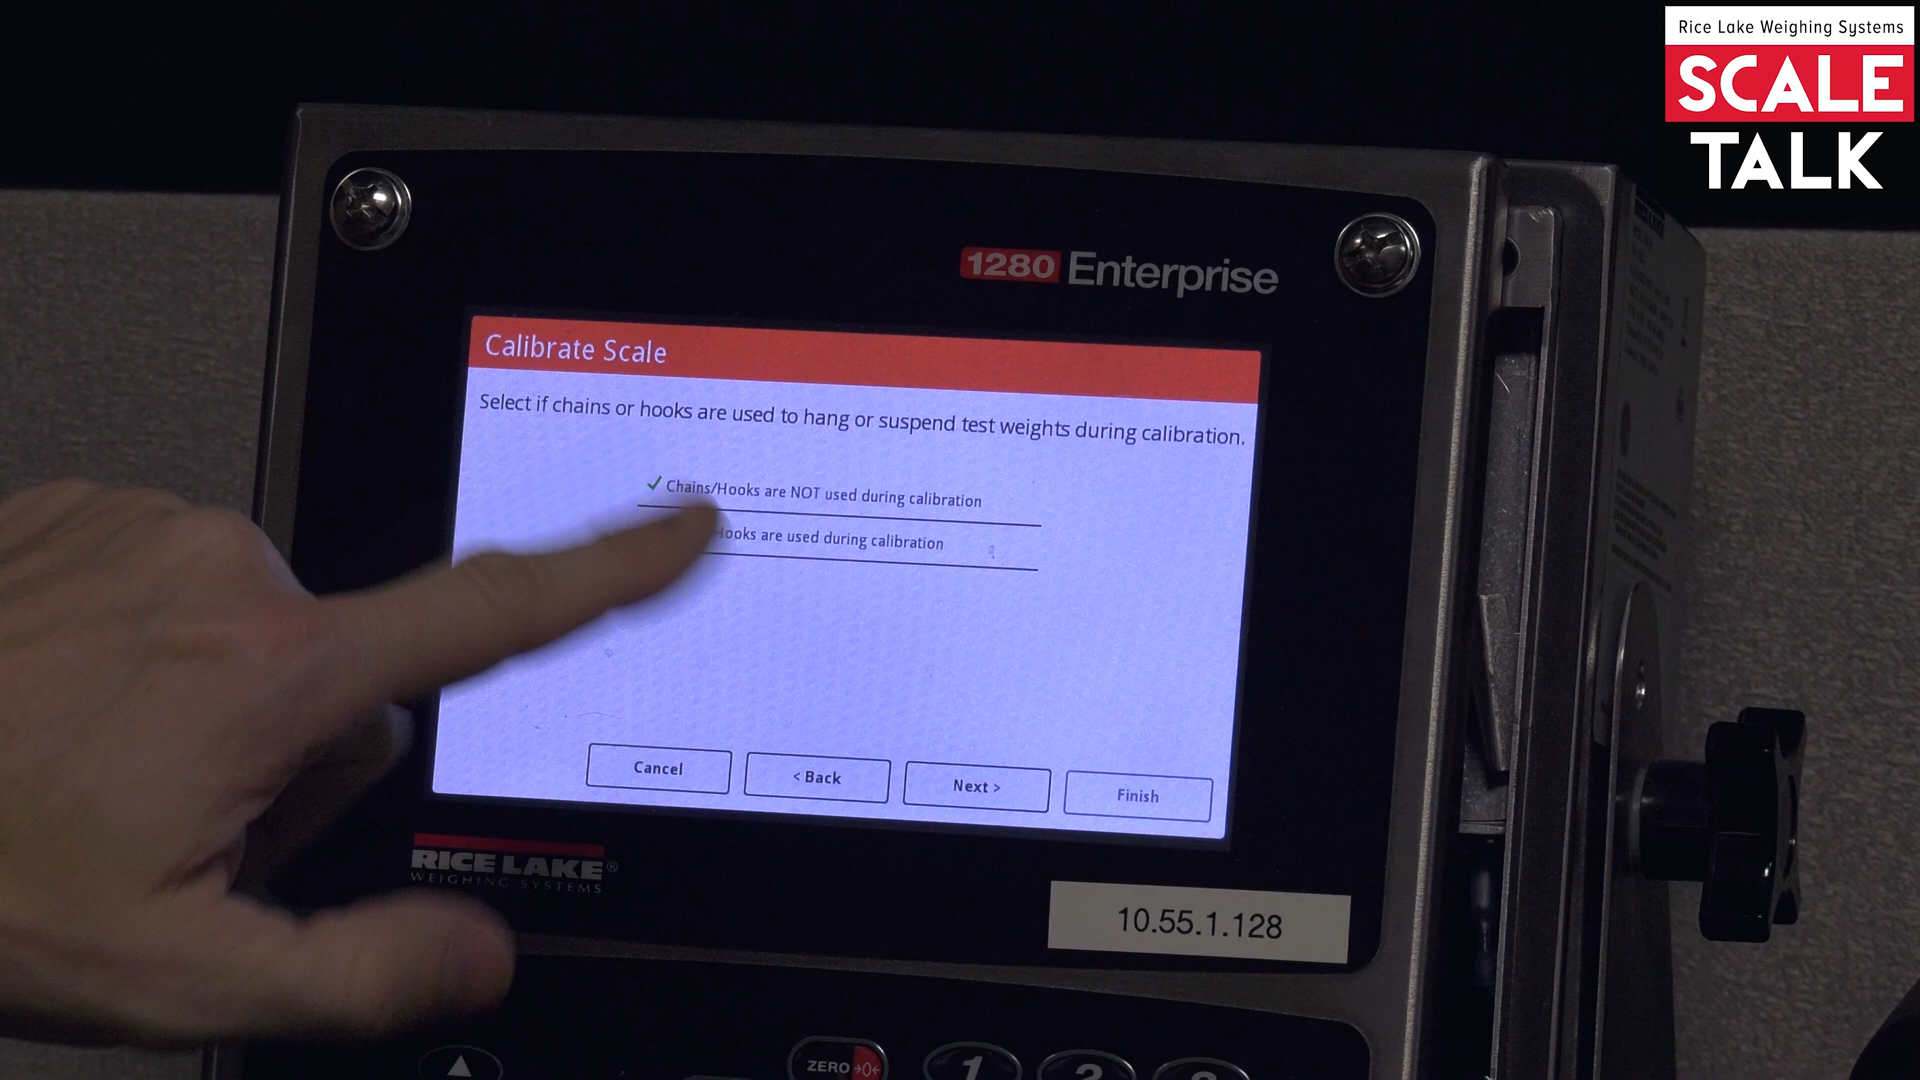 Rice Lake Weighing Systems
SCALE
TALK
1280 Enterprise
Calibrate Scale
Select if chains or hooks are used to hang or suspend test weights during calibration.
✓ Chains/Hooks are NOT used during calibration
Hooks are used during calibration
Cancel
< Back
Next >
Finish
RICE LAKE®
WEIGHING SYSTEMS
10.55.1.128
ZERO →0←
1
2